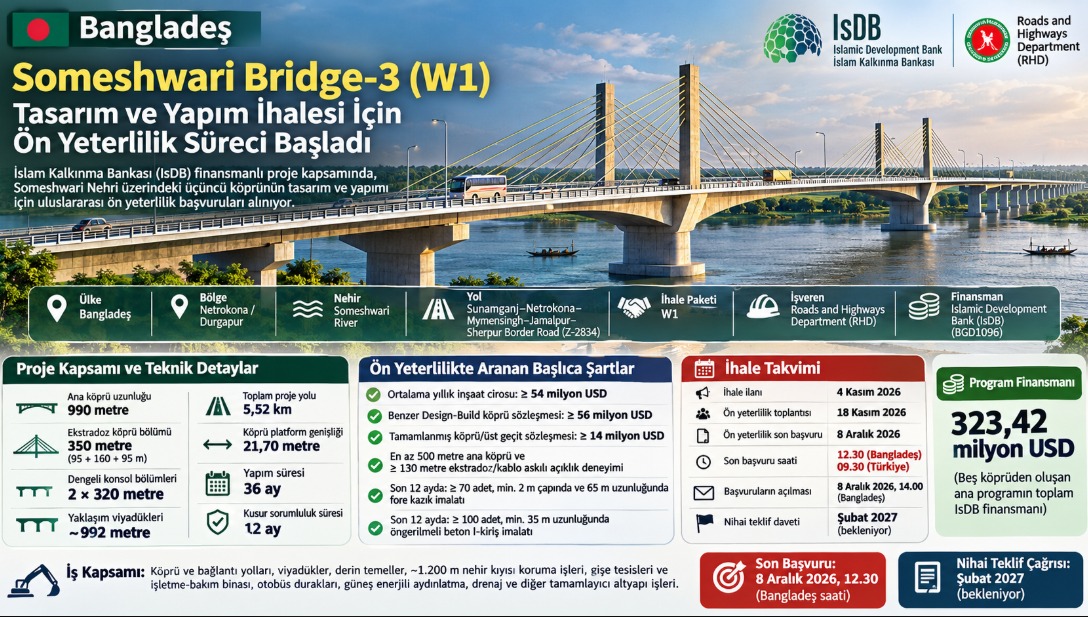 Bangladeş
IsDB
Islamic Development Bank
İslam Kalkınma Bankası
Roads and
Highways
Department
(RHD)
Someshwari Bridge-3 (W1)
Tasarım ve Yapım İhalesi İçin
Ön Yeterlilik Süreci Başladı
İslam Kalkınma Bankası (IsDB) finansmanlı proje kapsamında,
Someshwari Nehri üzerindeki üçüncü köprünün tasarım ve yapımı
için uluslararası ön yeterlilik başvuruları alınıyor.
Ülke
Bangladeş
Bölge
Netrokona /
Durgapur
Nehir
Someshwari
River
Yol
Sunamganj–Netrokona–
Mymensingh–Jamalpur–
Sherpur Border Road (Z-2834)
İhale Paketi
W1
İşveren
Roads and Highways
Department (RHD)
Finansman
Islamic Development
Bank (IsDB)
(BGD1096)
Proje Kapsamı ve Teknik Detaylar
Ana köprü uzunluğu
990 metre
Ekstradoz köprü bölümü
350 metre
(95 + 160 + 95 m)
Dengeli konsol bölümleri
2 × 320 metre
Yaklaşım viyadükleri
~992 metre
Toplam proje yolu
5,52 km
Köprü platform genişliği
21,70 metre
Yapım süresi
36 ay
Kusur sorumluluk süresi
12 ay
Ön Yeterlilikte Aranan Başlıca Şartlar
Ortalama yıllık inşaat cirosu: ≥ 54 milyon USD
Benzer Design-Build köprü sözleşmesi: ≥ 56 milyon USD
Tamamlanmış köprü/üst geçit sözleşmesi: ≥ 14 milyon USD
En az 500 metre ana köprü ve
≥ 130 metre ekstradoz/kablo askılı açıklık deneyimi
Son 12 ayda: ≥ 70 adet, min. 2 m çapında ve 65 m uzunluğunda
fore kazık imalatı
Son 12 ayda: ≥ 100 adet, min. 35 m uzunluğunda
öngerilmeli beton I-kiriş imalatı
İhale Takvimi
İhale ilanı 4 Kasım 2026
Ön yeterlilik toplantısı 18 Kasım 2026
Ön yeterlilik son başvuru 8 Aralık 2026
Son başvuru saati 12.30 (Bangladeş)
09.30 (Türkiye)
Başvuruların açılması 8 Aralık 2026, 14.00
(Bangladeş)
Nihai teklif daveti Şubat 2027
(bekleniyor)
Program Finansmanı
323,42
milyon USD
(Beş köprüden oluşan
ana programın toplam
IsDB finansmanı)
İş Kapsamı: Köprü ve bağlantı yolları, viyadükler, derin temeller, ~1.200 m nehir kıyısı koruma işleri, gişe tesisleri ve
işletme-bakım binası, otobüs durakları, güneş enerjili aydınlatma, drenaj ve diğer tamamlayıcı altyapı işleri.
Son Başvuru:
8 Aralık 2026, 12.30
(Bangladeş saati)
Nihai Teklif Çağrısı:
Şubat 2027
(bekleniyor)